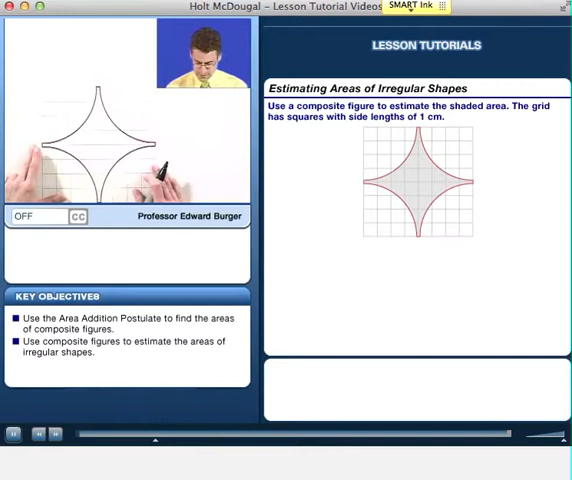 Holt McDougal – Lesson Tutorial Videos
SMART Ink
LESSON TUTORIALS
Estimating Areas of Irregular Shapes
Use a composite figure to estimate the shaded area. The grid
has squares with side lengths of 1 cm.
OFF
CC
Professor Edward Burger
KEY OBJECTIVES
Use the Area Addition Postulate to find the areas
of composite figures.
Use composite figures to estimate the areas of
irregular shapes.